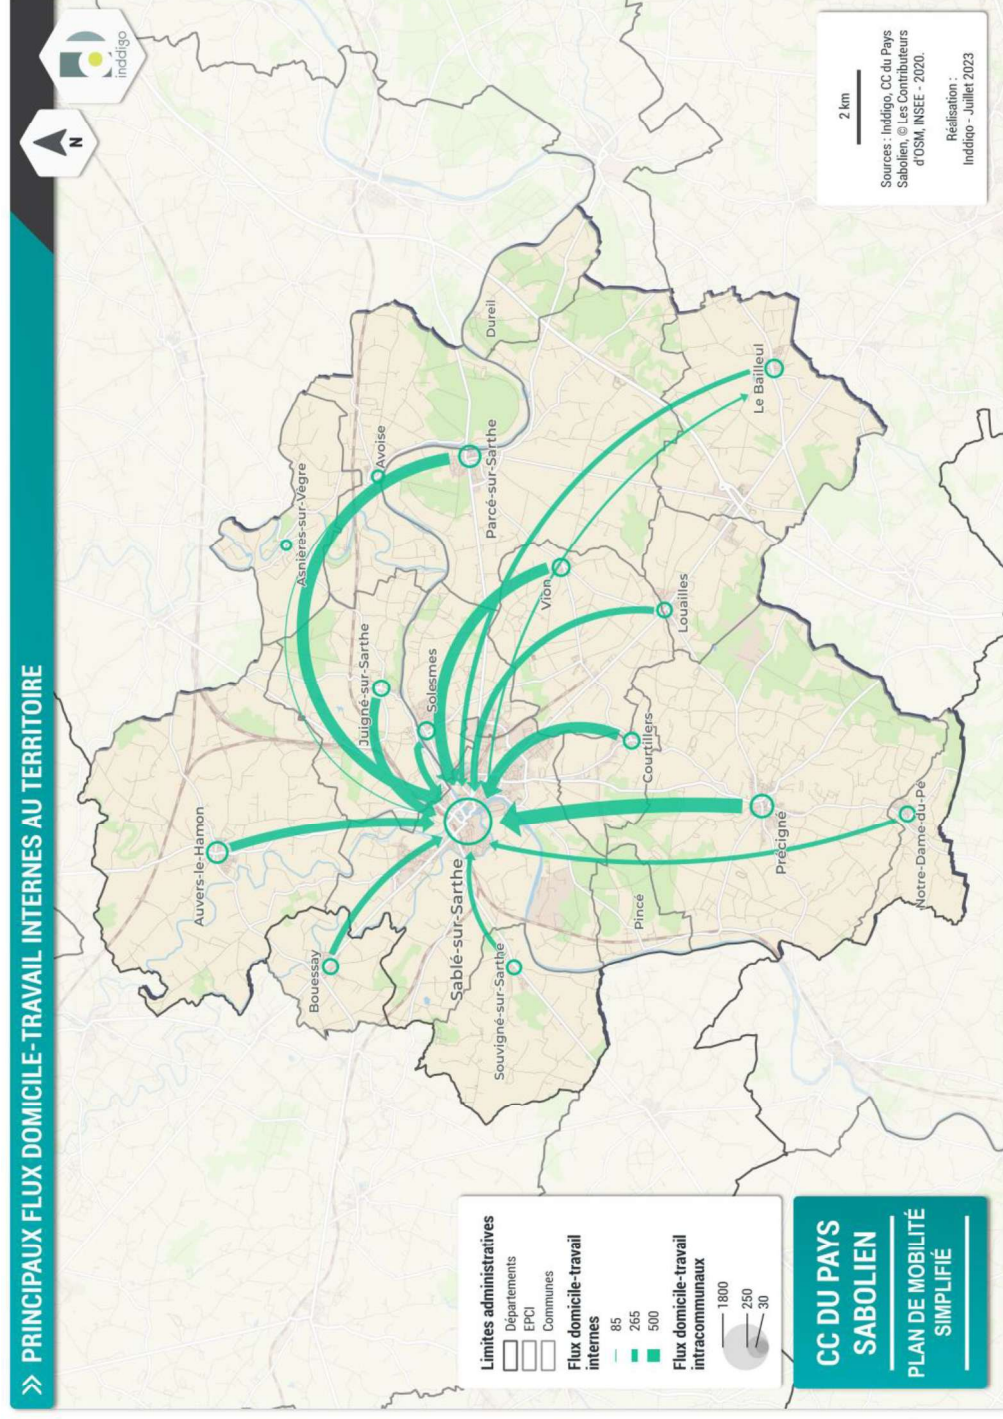 >> PRINCIPAUX FLUX DOMICILE-TRAVAIL INTERNES AU TERRITOIRE
inddigo
N
Auvers-le-Hamon
Asnières-sur-Vègre
Bouessay
Avoise
Juigné-sur-Sarthe
Dureil
Solesmes
Parcé-sur-Sarthe
Sablé-sur-Sarthe
Souvigné-sur-Sarthe
Vion
Courtillers
Louailles
Le Bailleul
Pincé
Précigné
Notre-Dame-du-Pé
Limites administratives
Départements
EPCI
Communes
Flux domicile-travail
internes
85
265
500
Flux domicile-travail
intracommunaux
1800
250
30
CC DU PAYS
SABOLIEN
PLAN DE MOBILITÉ
SIMPLIFIÉ
2 km
Sources : Inddigo, CC du Pays
Sabolien, © Les Contributeurs
d'OSM, INSEE - 2020.
Réalisation :
Inddigo - Juillet 2023